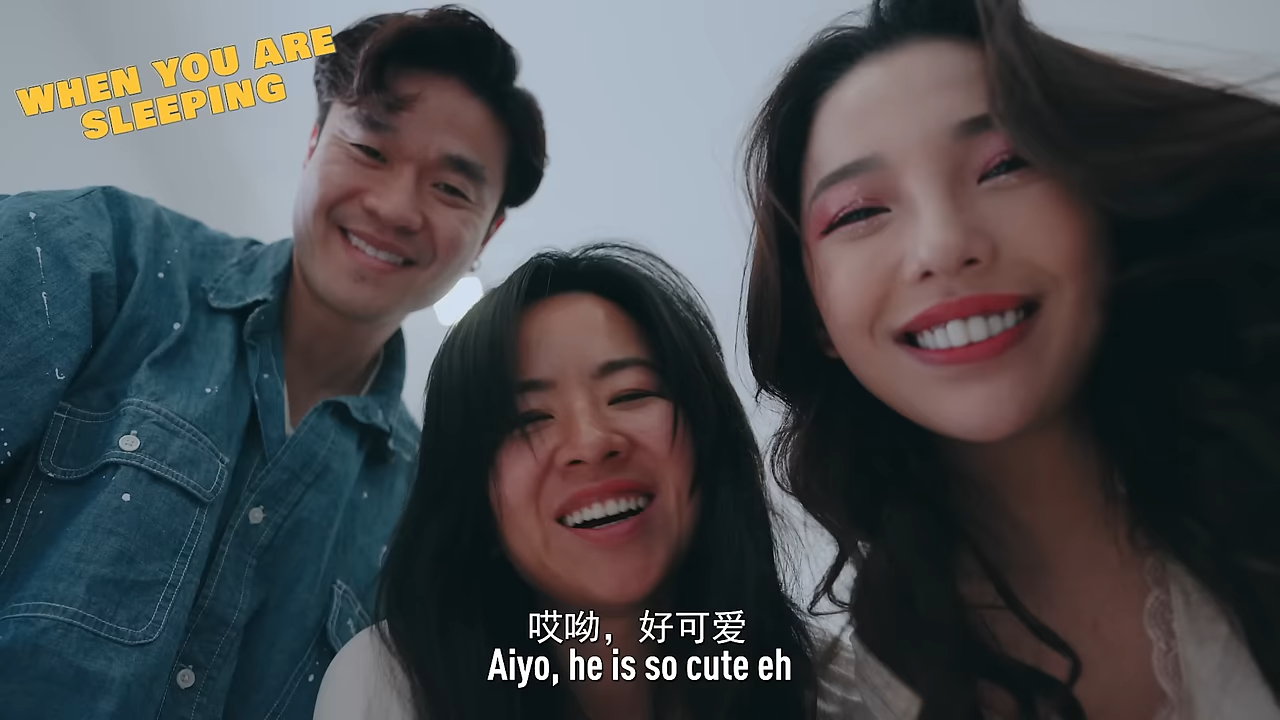 WHEN YOU ARE
SLEEPING
哎呦，好可爱
Aiyo, he is so cute eh